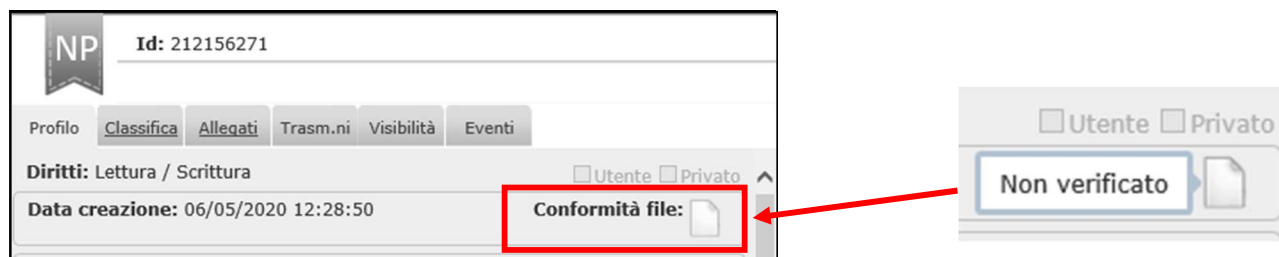 NP
Id: 212156271
Profilo Classifica Allegati Trasm.ni Visibilità Eventi
Diritti: Lettura / Scrittura Utente Privato
Data creazione: 06/05/2020 12:28:50 Conformità file:
Utente Privato
Non verificato